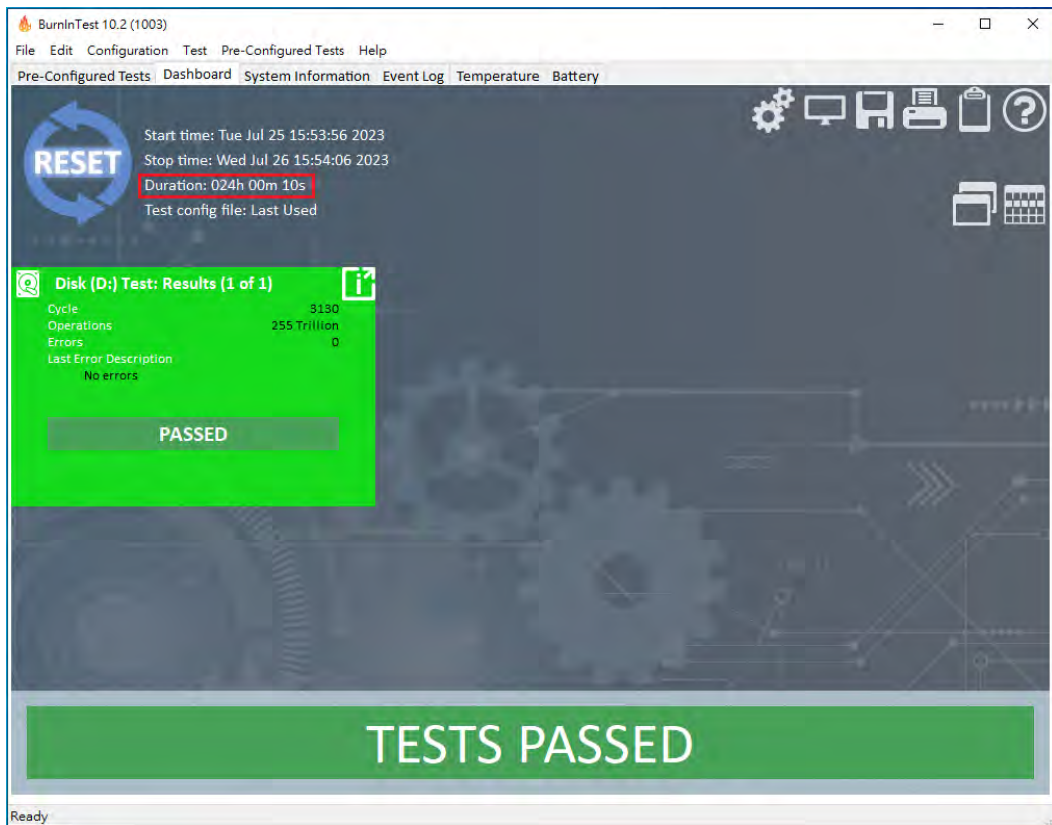 BurnInTest 10.2 (1003)
File Edit Configuration Test Pre-Configured Tests Help
Pre-Configured Tests Dashboard System Information Event Log Temperature Battery
RESET
Start time: Tue Jul 25 15:53:56 2023
Stop time: Wed Jul 26 15:54:06 2023
Duration: 024h 00m 10s
Test config file: Last Used
Disk (D:) Test: Results (1 of 1)
Cycle 3130
Operations 255 Trillion
Errors 0
Last Error Description
No errors
PASSED
TESTS PASSED
Ready